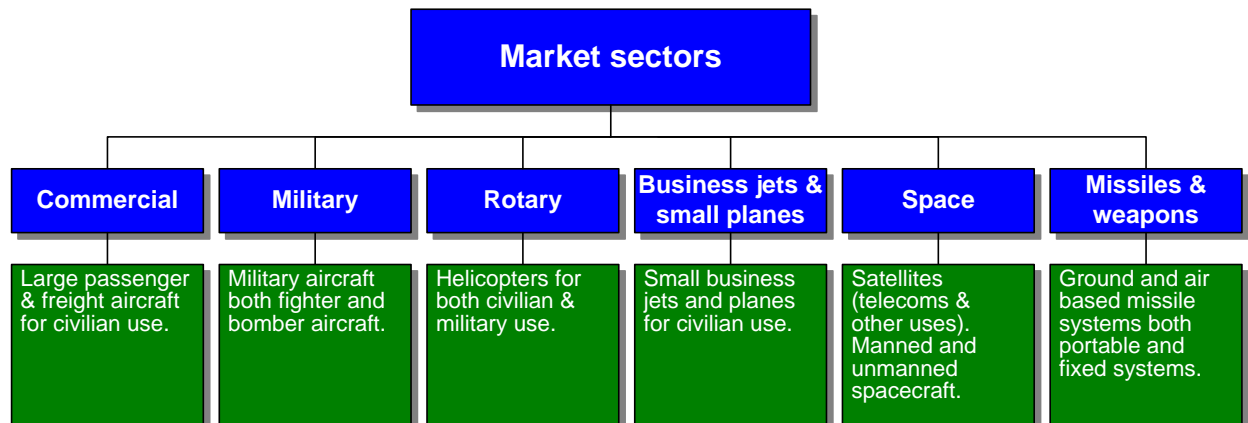 Market sectors
Commercial
Military
Rotary
Business jets &
small planes
Space
Missiles &
weapons
Large passenger
& freight aircraft
for civilian use.
Military aircraft
both fighter and
bomber aircraft.
Helicopters for
both civilian &
military use.
Small business
jets and planes
for civilian use.
Satellites
(telecoms &
other uses).
Manned and
unmanned
spacecraft.
Ground and air
based missile
systems both
portable and
fixed systems.